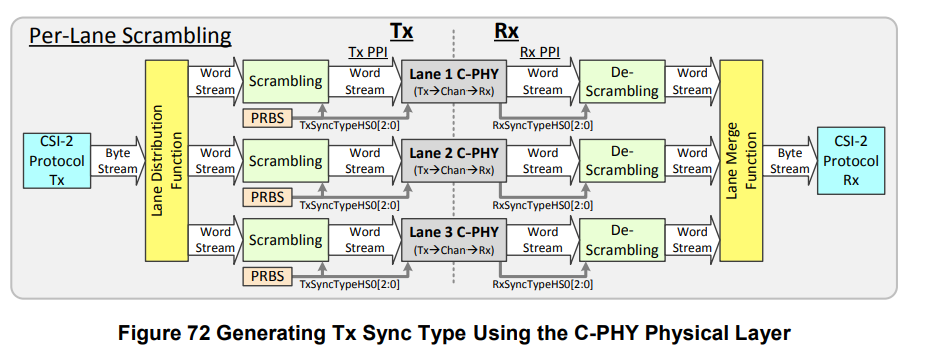 Per-Lane Scrambling
Tx
Rx
Tx PPI
Rx PPI
CSI-2
Protocol
Tx
Byte
Stream
Lane Distribution
Function
Word
Stream
Scrambling
Word
Stream
Lane 1 C-PHY
(Tx→Chan→Rx)
Word
Stream
De-
Scrambling
Word
Stream
PRBS
TxSyncTypeHS0[2:0]
RxSyncTypeHS0[2:0]
Word
Stream
Scrambling
Word
Stream
Lane 2 C-PHY
(Tx→Chan→Rx)
Word
Stream
De-
Scrambling
Word
Stream
PRBS
TxSyncTypeHS0[2:0]
RxSyncTypeHS0[2:0]
Word
Stream
Scrambling
Word
Stream
Lane 3 C-PHY
(Tx→Chan→Rx)
Word
Stream
De-
Scrambling
Word
Stream
PRBS
TxSyncTypeHS0[2:0]
RxSyncTypeHS0[2:0]
Lane Merge
Function
Byte
Stream
CSI-2
Protocol
Rx
Figure 72 Generating Tx Sync Type Using the C-PHY Physical Layer